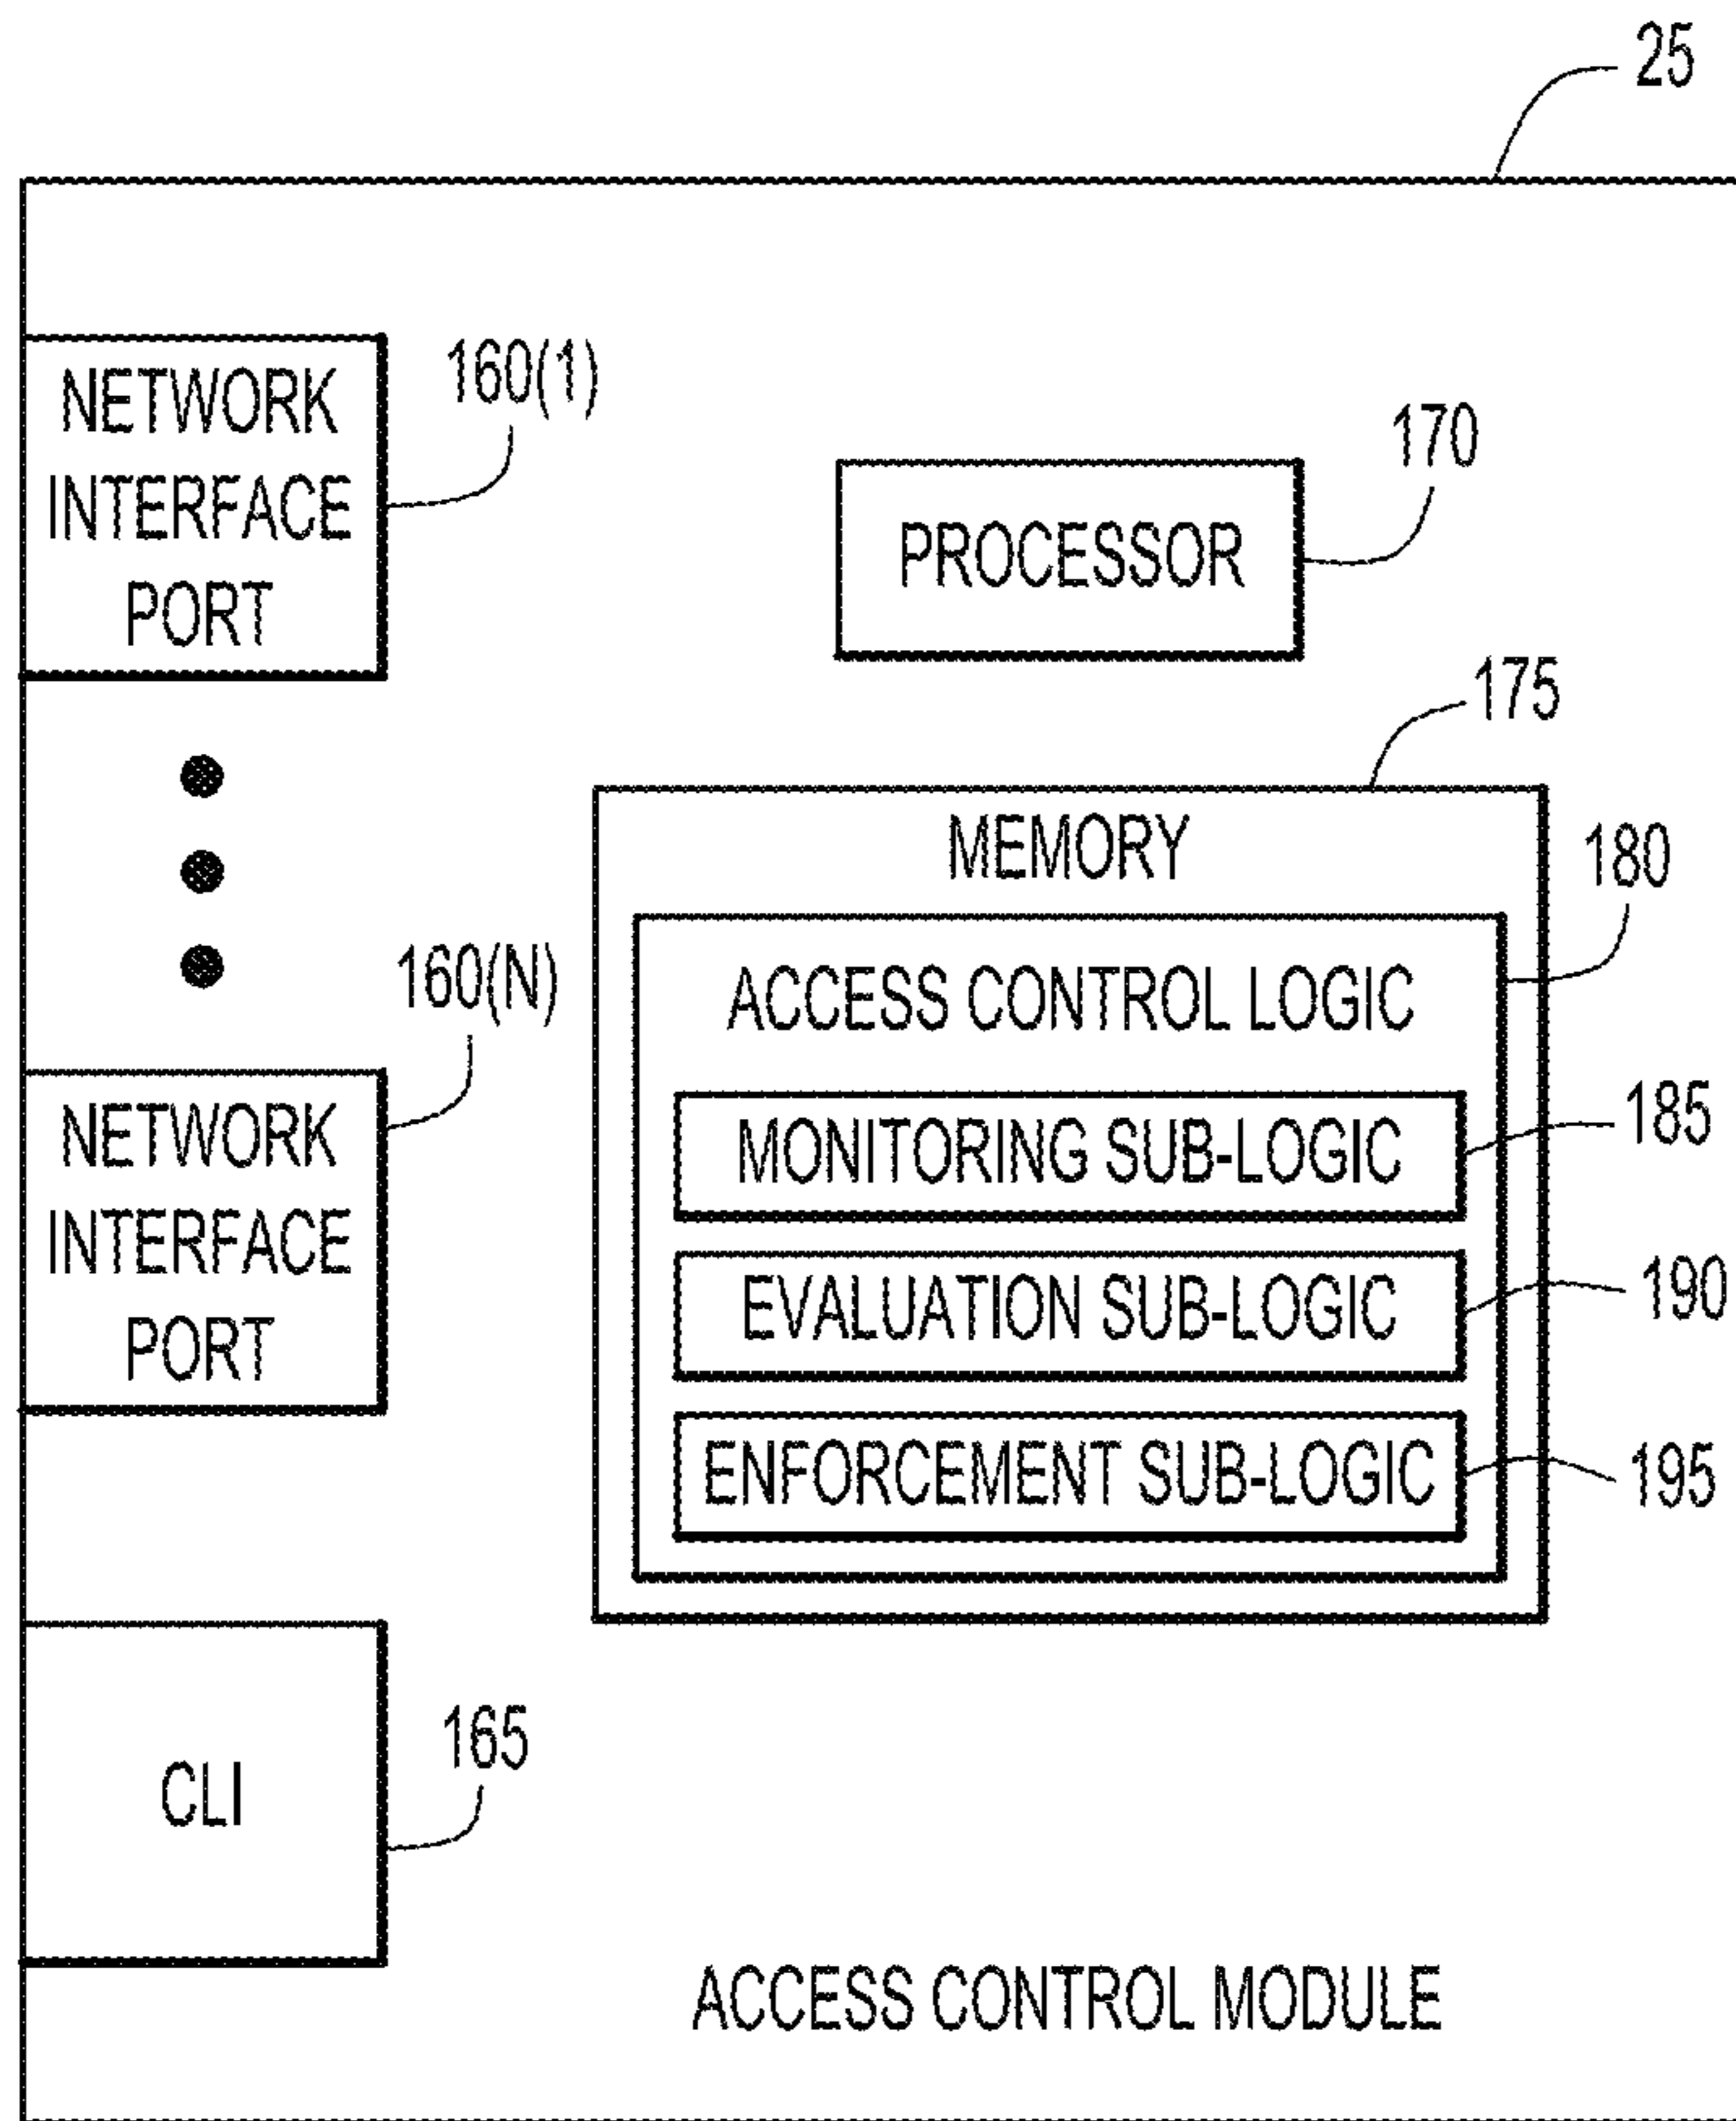 25
NETWORK
INTERFACE
PORT
160(1)
PROCESSOR
170
175
MEMORY
180
ACCESS CONTROL LOGIC
160(N)
NETWORK
INTERFACE
PORT
MONITORING SUB-LOGIC
185
EVALUATION SUB-LOGIC
190
ENFORCEMENT SUB-LOGIC
195
CLI
165
ACCESS CONTROL MODULE